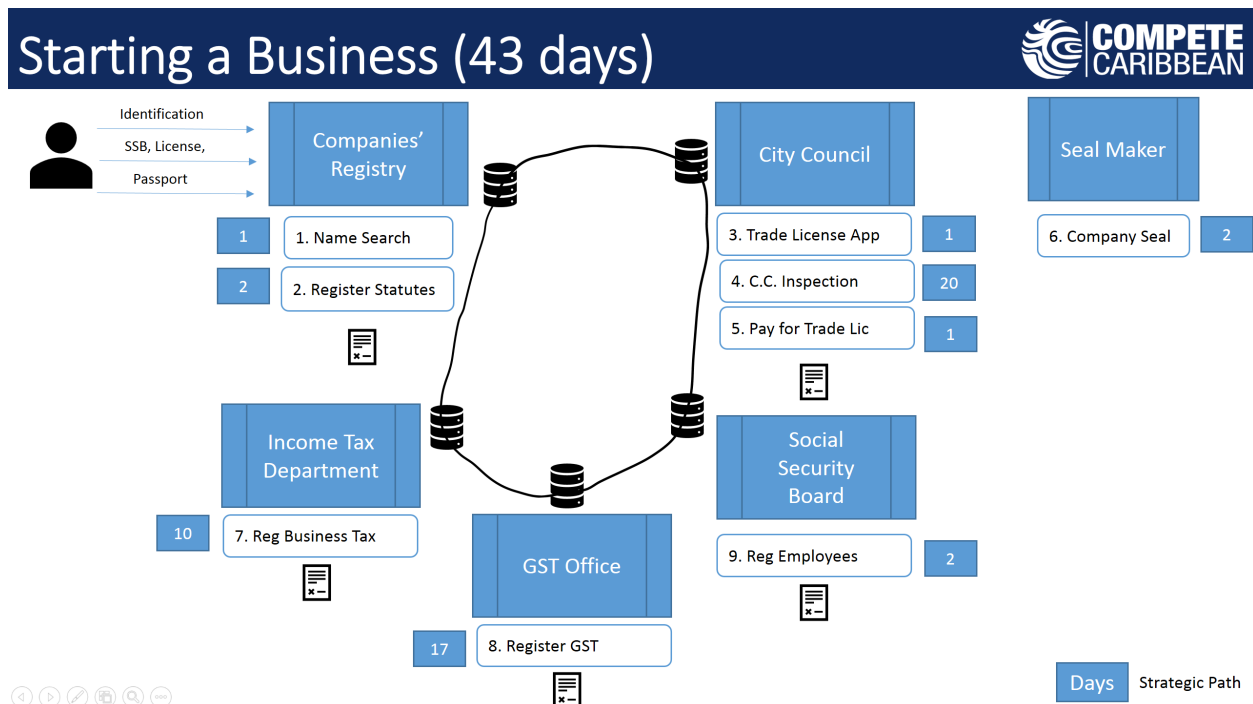 Starting a Business (43 days)
COMPETE
CARIBBEAN
Identification
SSB, License,
Passport
Companies’
Registry
1
1. Name Search
2
2. Register Statutes
City Council
3. Trade License App
1
4. C.C. Inspection
20
5. Pay for Trade Lic
1
Seal Maker
6. Company Seal
2
Income Tax
Department
10
7. Reg Business Tax
GST Office
17
8. Register GST
Social
Security
Board
9. Reg Employees
2
Days
Strategic Path